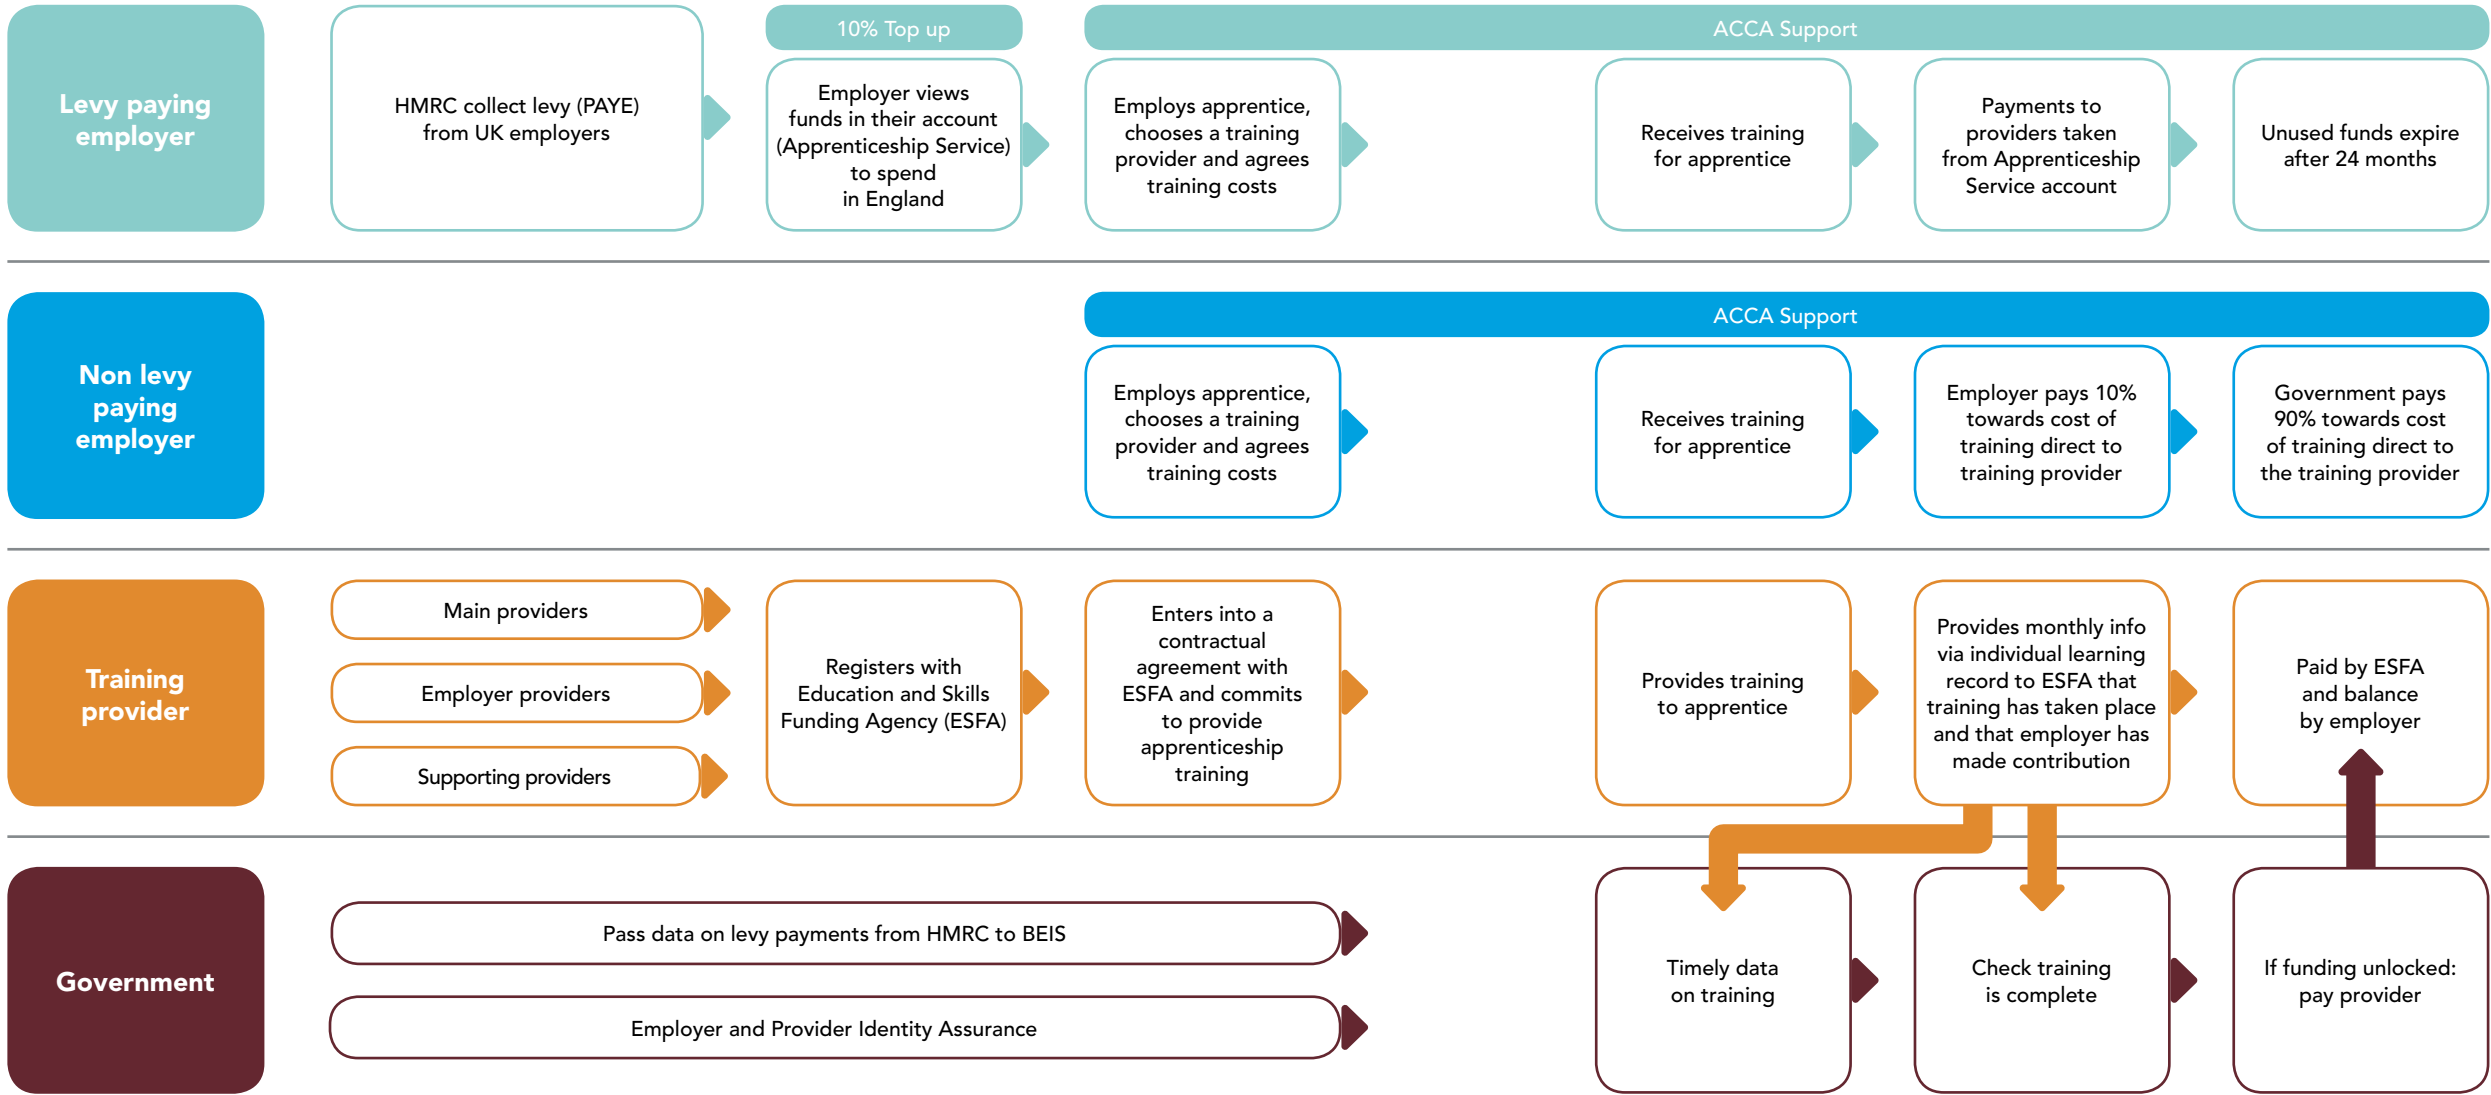 Levy paying
employer
HMRC collect levy (PAYE)
from UK employers
10% Top up
Employer views
funds in their account
(Apprenticeship Service)
to spend
in England
ACCA Support
Employs apprentice,
chooses a training
provider and agrees
training costs
Receives training
for apprentice
Payments to
providers taken
from Apprenticeship
Service account
Unused funds expire
after 24 months
Non levy
paying
employer
ACCA Support
Employs apprentice,
chooses a training
provider and agrees
training costs
Receives training
for apprentice
Employer pays 10%
towards cost of
training direct to
training provider
Government pays
90% towards cost
of training direct to
the training provider
Training
provider
Main providers
Employer providers
Supporting providers
Registers with
Education and Skills
Funding Agency (ESFA)
Enters into a
contractual
agreement with
ESFA and commits
to provide
apprenticeship
training
Provides training
to apprentice
Provides monthly info
via individual learning
record to ESFA that
training has taken place
and that employer has
made contribution
Paid by ESFA
and balance
by employer
Government
Pass data on levy payments from HMRC to BEIS
Employer and Provider Identity Assurance
Timely data
on training
Check training
is complete
If funding unlocked:
pay provider